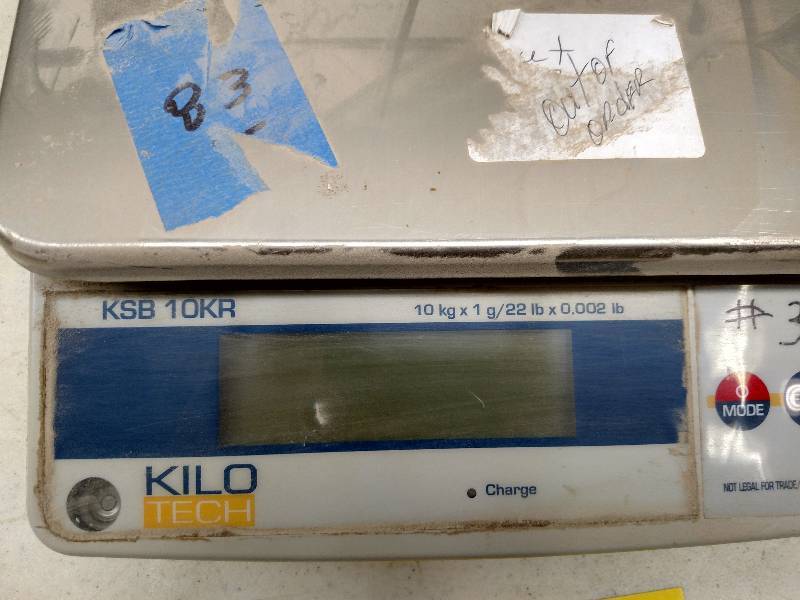 83
out of
order
KSB 10KR
10 kg x 1 g/22 lb x 0.002 lb
#3
MODE
KILO
TECH
Charge
NOT LEGAL FOR TRADE/